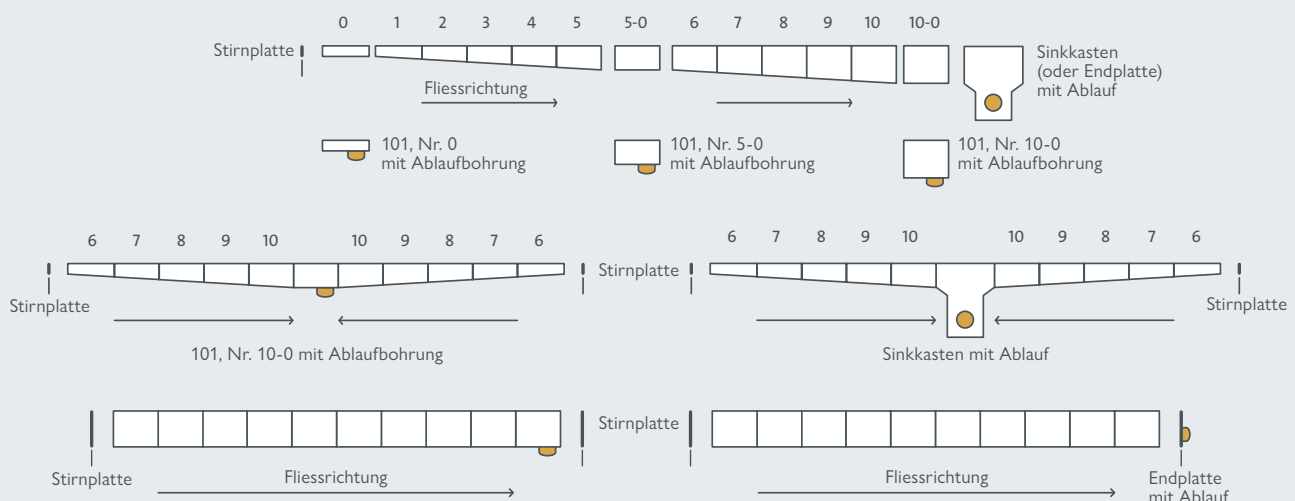 0 1 2 3 4 5 5-0 6 7 8 9 10 10-0
Stirnplatte
Sinkkasten
(oder Endplatte)
mit Ablauf
Fliessrichtung
101, Nr. 0
mit Ablaufbohrung
101, Nr. 5-0
mit Ablaufbohrung
101, Nr. 10-0
mit Ablaufbohrung
6 7 8 9 10 10 9 8 7 6
Stirnplatte
Stirnplatte
101, Nr. 10-0 mit Ablaufbohrung
6 7 8 9 10 10 9 8 7 6
Stirnplatte
Sinkkasten mit Ablauf
Stirnplatte
Stirnplatte
Fliessrichtung
Fliessrichtung
Endplatte
mit Ablauf